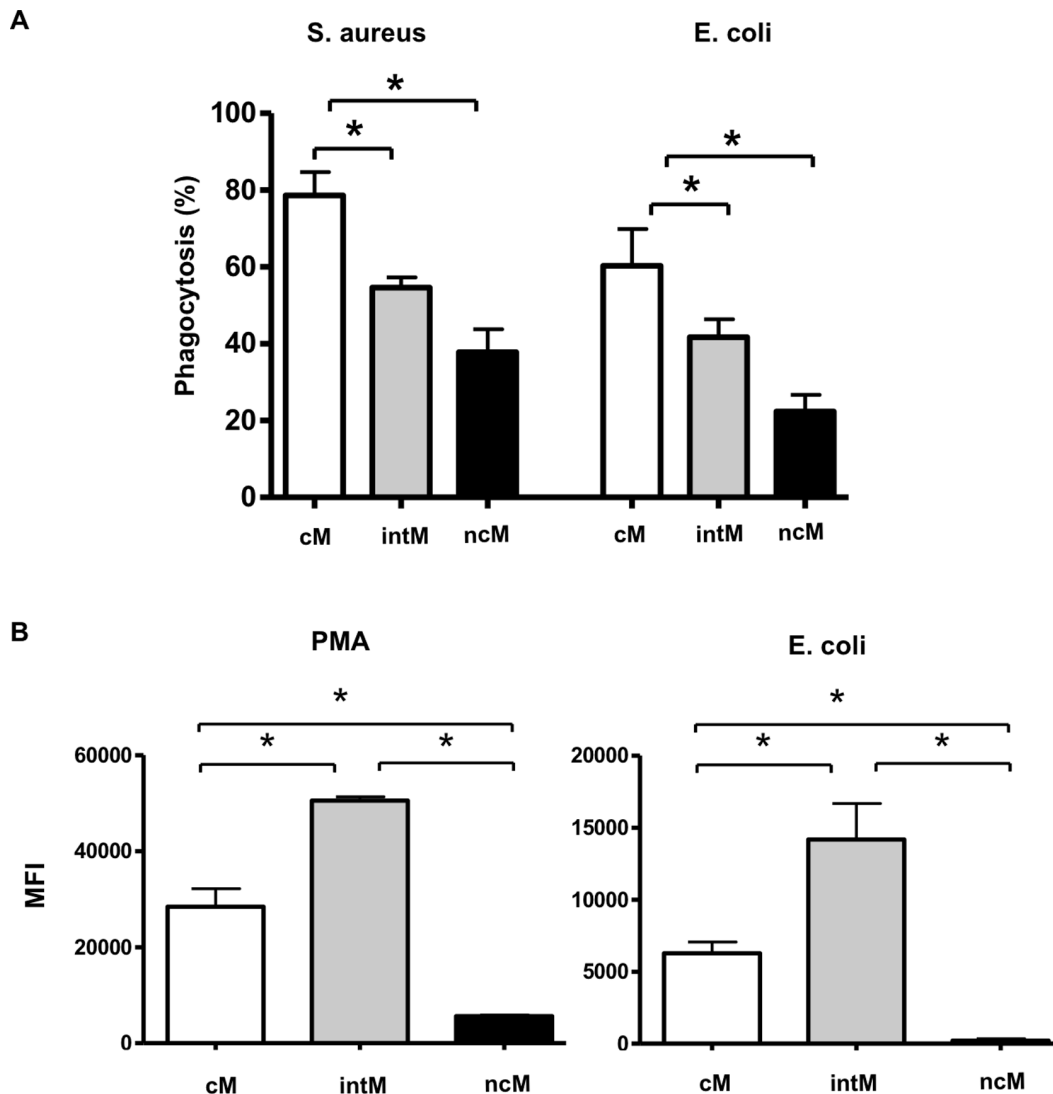 A
S. aureus
E. coli
*
*
*
*
Phagocytosis (%)
100
80
60
40
20
0
cM intM ncM cM intM ncM
B
PMA
E. coli
*
*
*
*
*
*
MFI
60000
40000
20000
0
20000
15000
10000
5000
0
cM intM ncM
cM intM ncM